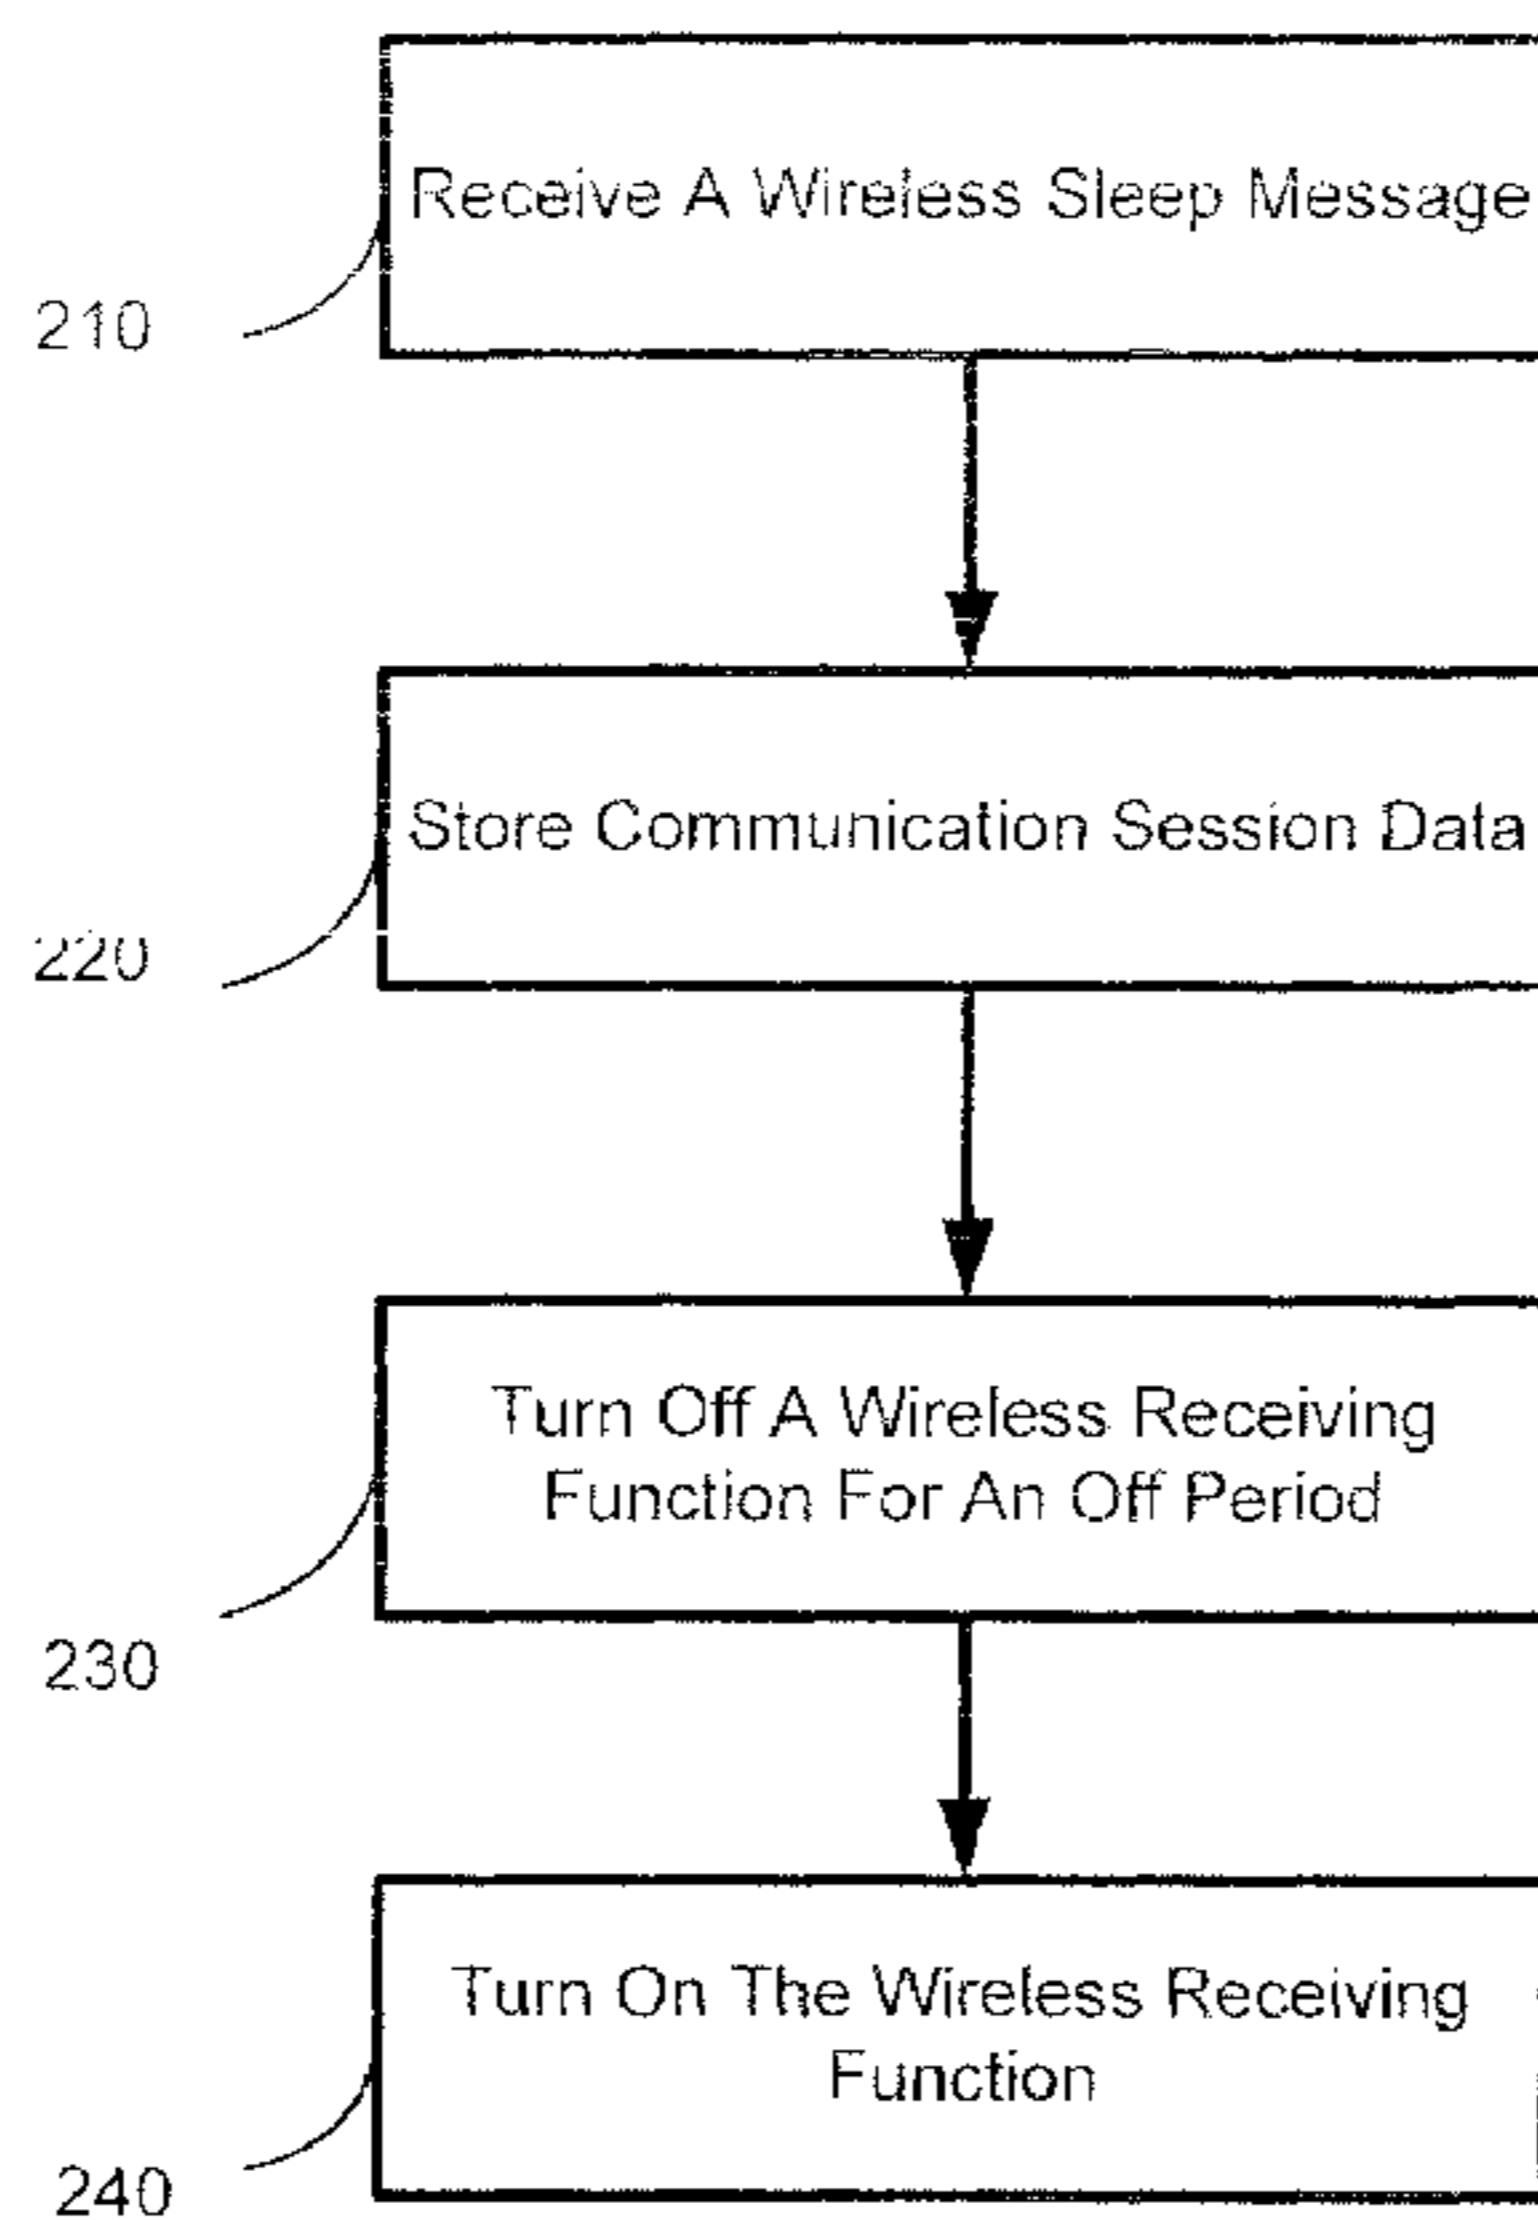 Receive A Wireless Sleep Message
210
Store Communication Session Data
220
Turn Off A Wireless Receiving
Function For An Off Period
230
Turn On The Wireless Receiving
Function
240